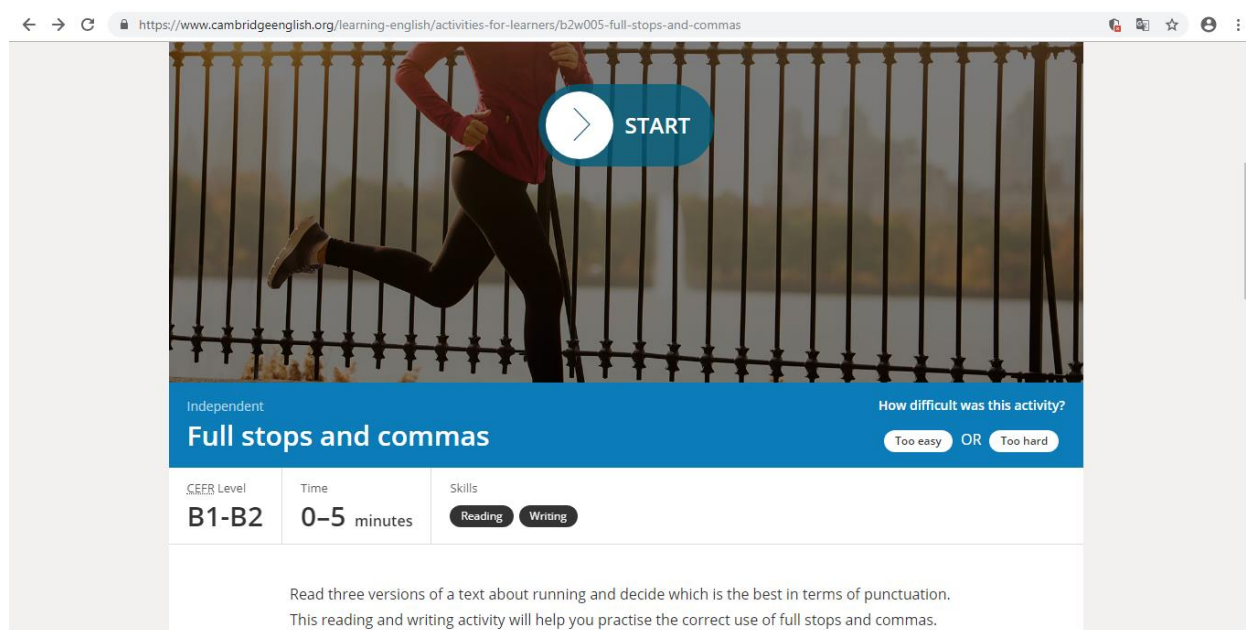 https://www.cambridgeenglish.org/learning-english/activities-for-learners/b2w005-full-stops-and-commas
START
Independent
Full stops and commas
How difficult was this activity?
Too easy OR Too hard
CEFR Level
B1-B2
Time
0–5 minutes
Skills
Reading Writing
Read three versions of a text about running and decide which is the best in terms of punctuation.
This reading and writing activity will help you practise the correct use of full stops and commas.